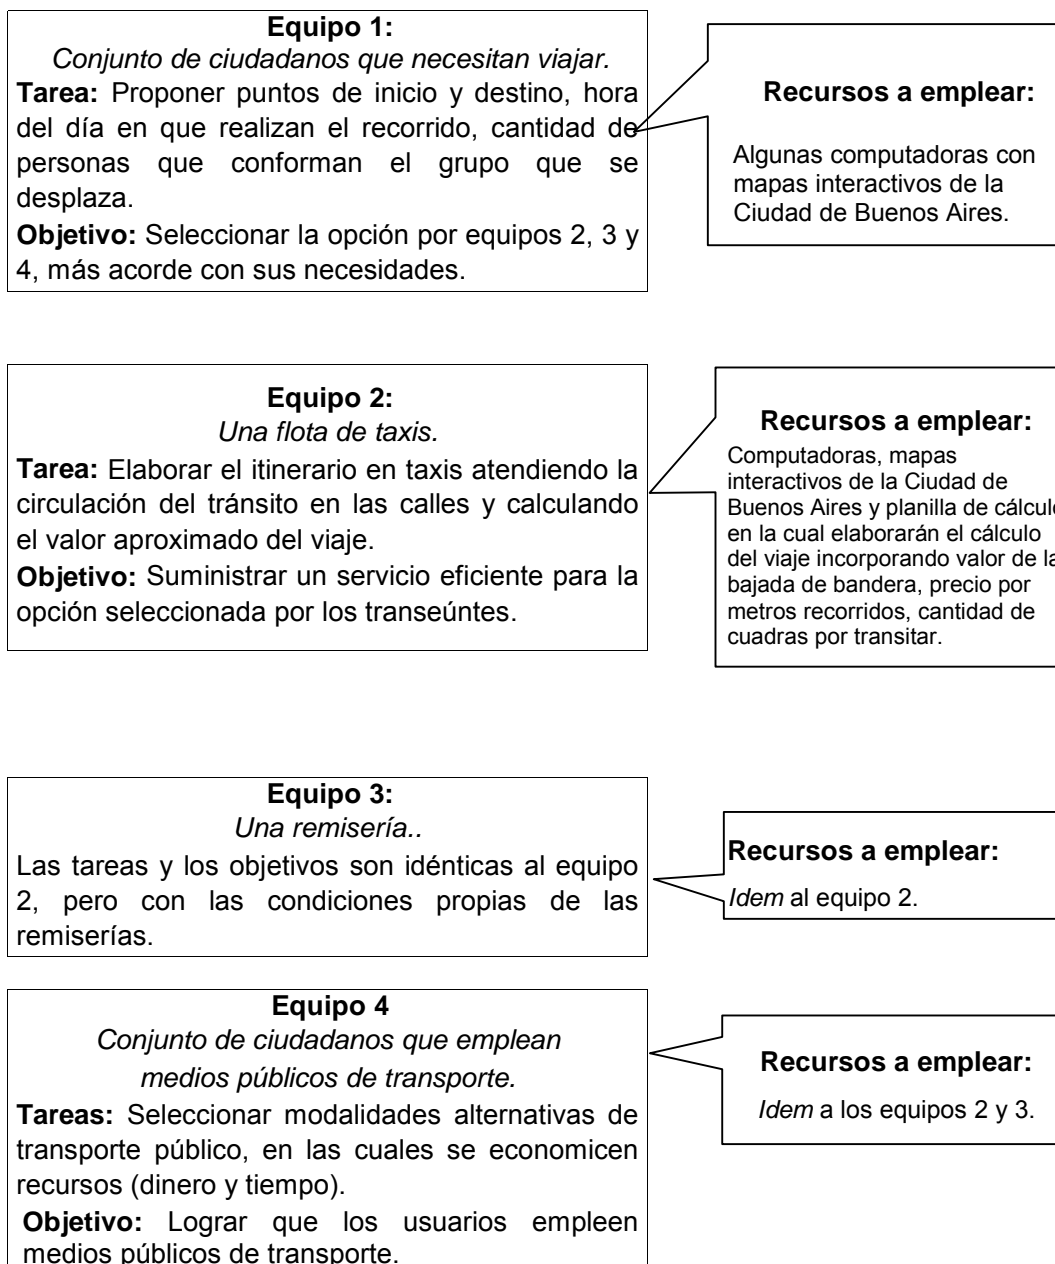 Equipo 1:
Conjunto de ciudadanos que necesitan viajar.
Tarea: Proponer puntos de inicio y destino, hora
del día en que realizan el recorrido, cantidad de
personas que conforman el grupo que se
desplaza.
Objetivo: Seleccionar la opción por equipos 2, 3 y
4, más acorde con sus necesidades.
Recursos a emplear:
Algunas computadoras con
mapas interactivos de la
Ciudad de Buenos Aires.
Equipo 2:
Una flota de taxis.
Tarea: Elaborar el itinerario en taxis atendiendo la
circulación del tránsito en las calles y calculando
el valor aproximado del viaje.
Objetivo: Suministrar un servicio eficiente para la
opción seleccionada por los transeúntes.
Recursos a emplear:
Computadoras, mapas
interactivos de la Ciudad de
Buenos Aires y planilla de cálculo
en la cual elaborarán el cálculo
del viaje incorporando valor de la
bajada de bandera, precio por
metros recorridos, cantidad de
cuadras por transitar.
Equipo 3:
Una remisería..
Las tareas y los objetivos son idénticas al equipo
2, pero con las condiciones propias de las
remiserías.
Recursos a emplear:
Idem al equipo 2.
Equipo 4
Conjunto de ciudadanos que emplean
medios públicos de transporte.
Tareas: Seleccionar modalidades alternativas de
transporte público, en las cuales se economicen
recursos (dinero y tiempo).
Objetivo: Lograr que los usuarios empleen
medios públicos de transporte.
Recursos a emplear:
Idem a los equipos 2 y 3.